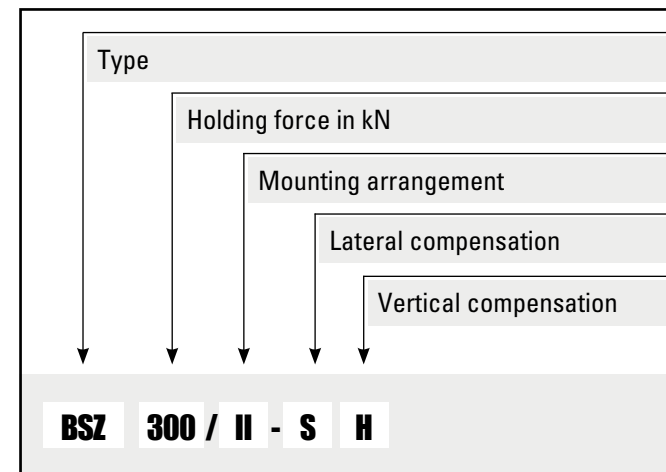 Type
Holding force in kN
Mounting arrangement
Lateral compensation
Vertical compensation
BSZ 300 / II - S H